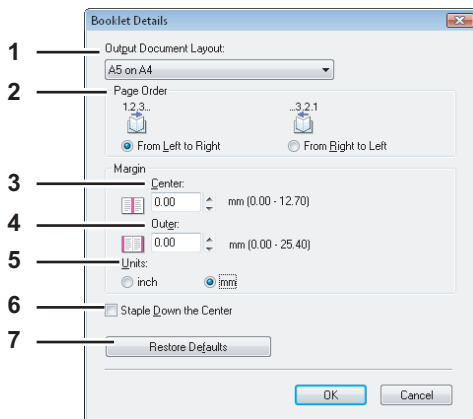 Booklet Details
1
Output Document Layout:
A5 on A4
2
Page Order
1.2.3... ...3.2.1
From Left to Right From Right to Left
Margin
3
Center:
0.00 mm (0.00 - 12.70)
4
Outer:
0.00 mm (0.00 - 25.40)
5
Units:
inch mm
6
Staple Down the Center
7
Restore Defaults
OK Cancel